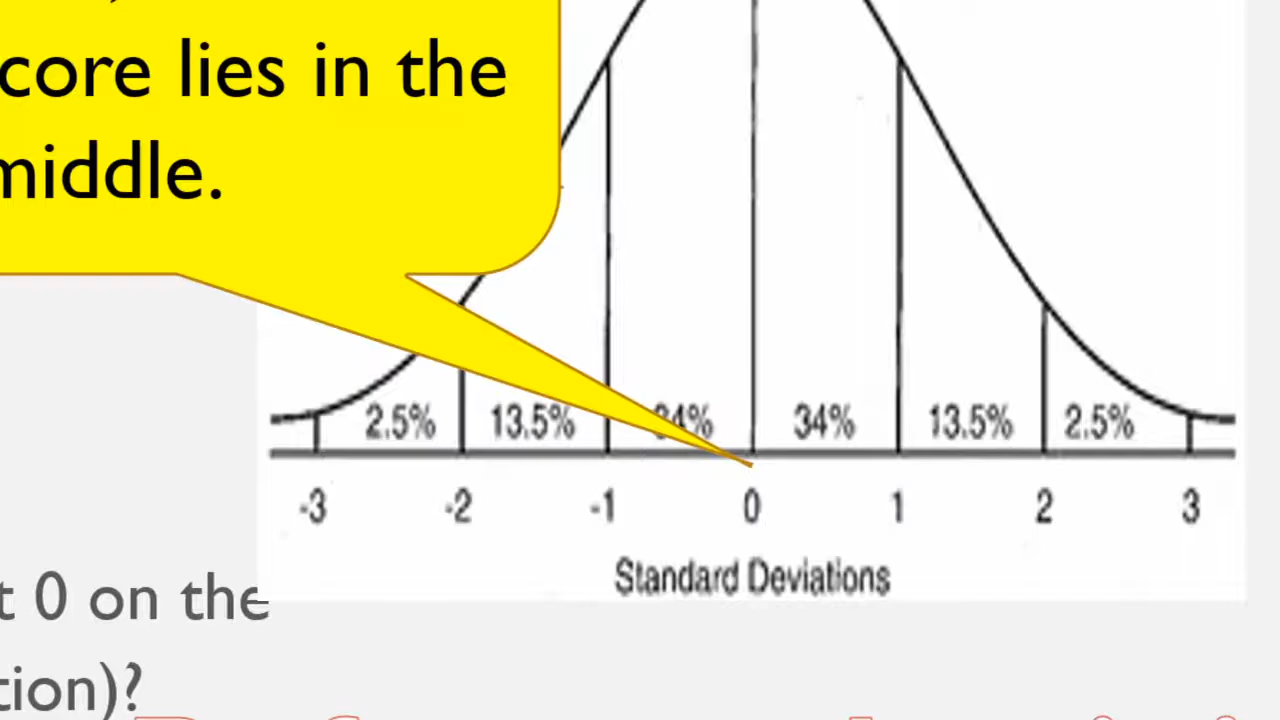 core lies in the
middle.
2.5% 13.5% 34% 34% 13.5% 2.5%
-3 -2 -1 0 1 2 3
Standard Deviations
t 0 on the
tion)?